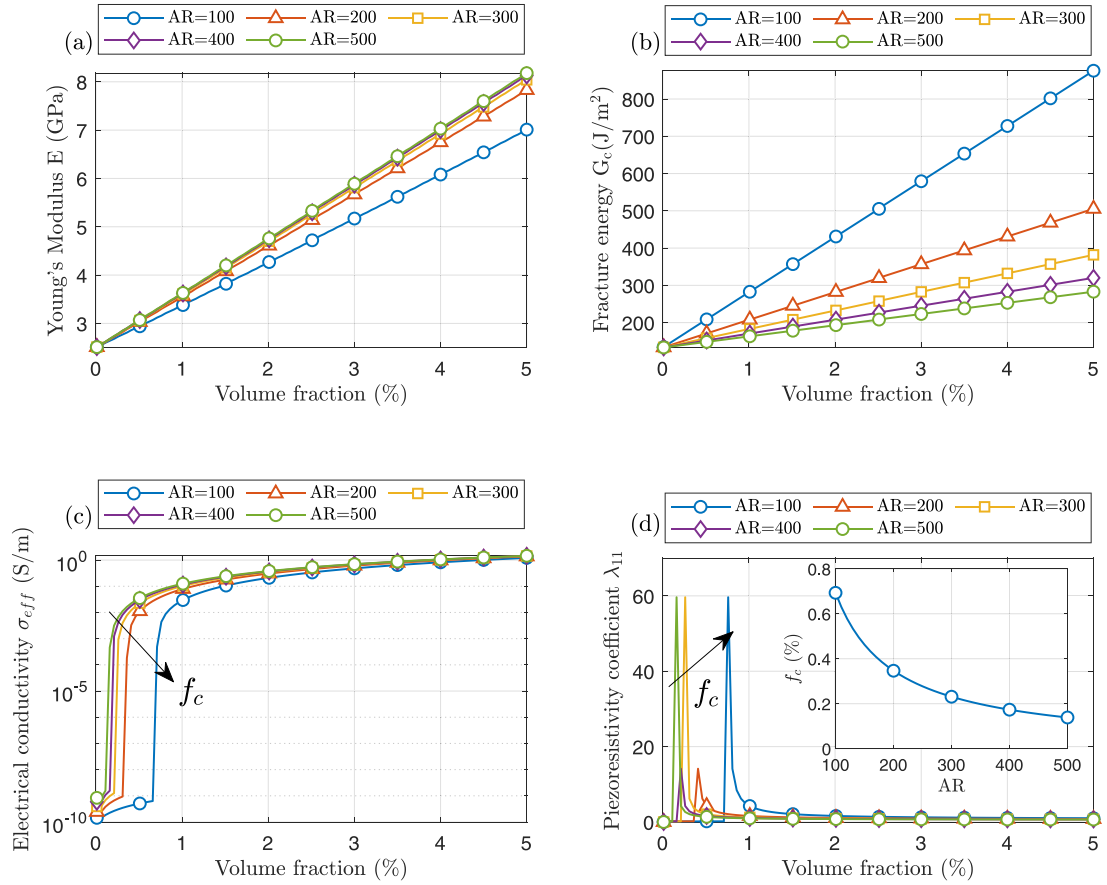 (a)
AR=100 AR=200 AR=300
AR=400 AR=500
Young's Modulus E (GPa)
8
7
6
5
4
3
0 1 2 3 4 5
Volume fraction (%)
(b)
AR=100 AR=200 AR=300
AR=400 AR=500
Fracture energy G_c(J/m^2)
800
700
600
500
400
300
200
0 1 2 3 4 5
Volume fraction (%)
(c)
AR=100 AR=200 AR=300
AR=400 AR=500
Electrical conductivity σ_eff (S/m)
10^0
10^-5
10^-10
f_c
0 1 2 3 4 5
Volume fraction (%)
(d)
AR=100 AR=200 AR=300
AR=400 AR=500
Piezoresistivity coefficient λ_11
60
40
20
0
f_c
0 1 2 3 4 5
Volume fraction (%)
f_c (%)
0.8
0.6
0.4
0.2
0
100 200 300 400 500
AR